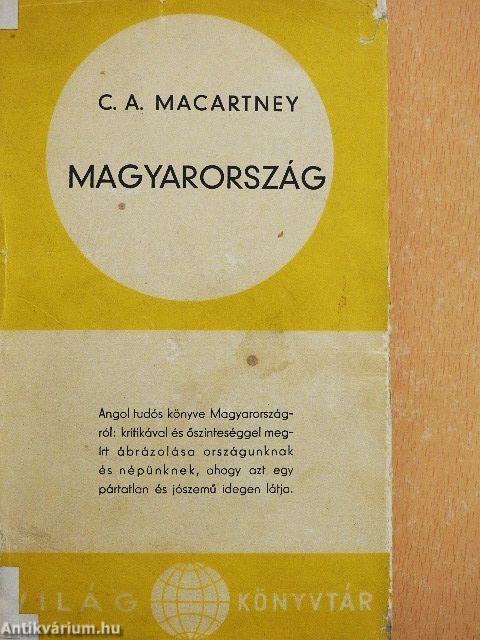 C. A. MACARTNEY
MAGYARORSZÁG
Angol tudós könyve Magyarország-
ról: kritikával és őszinteséggel meg-
írt ábrázolása országunknak
és népünknek, ahogy azt egy
pártatlan és jószemű idegen látja.
VILÁG KÖNYVTÁR
Antikvárium.hu